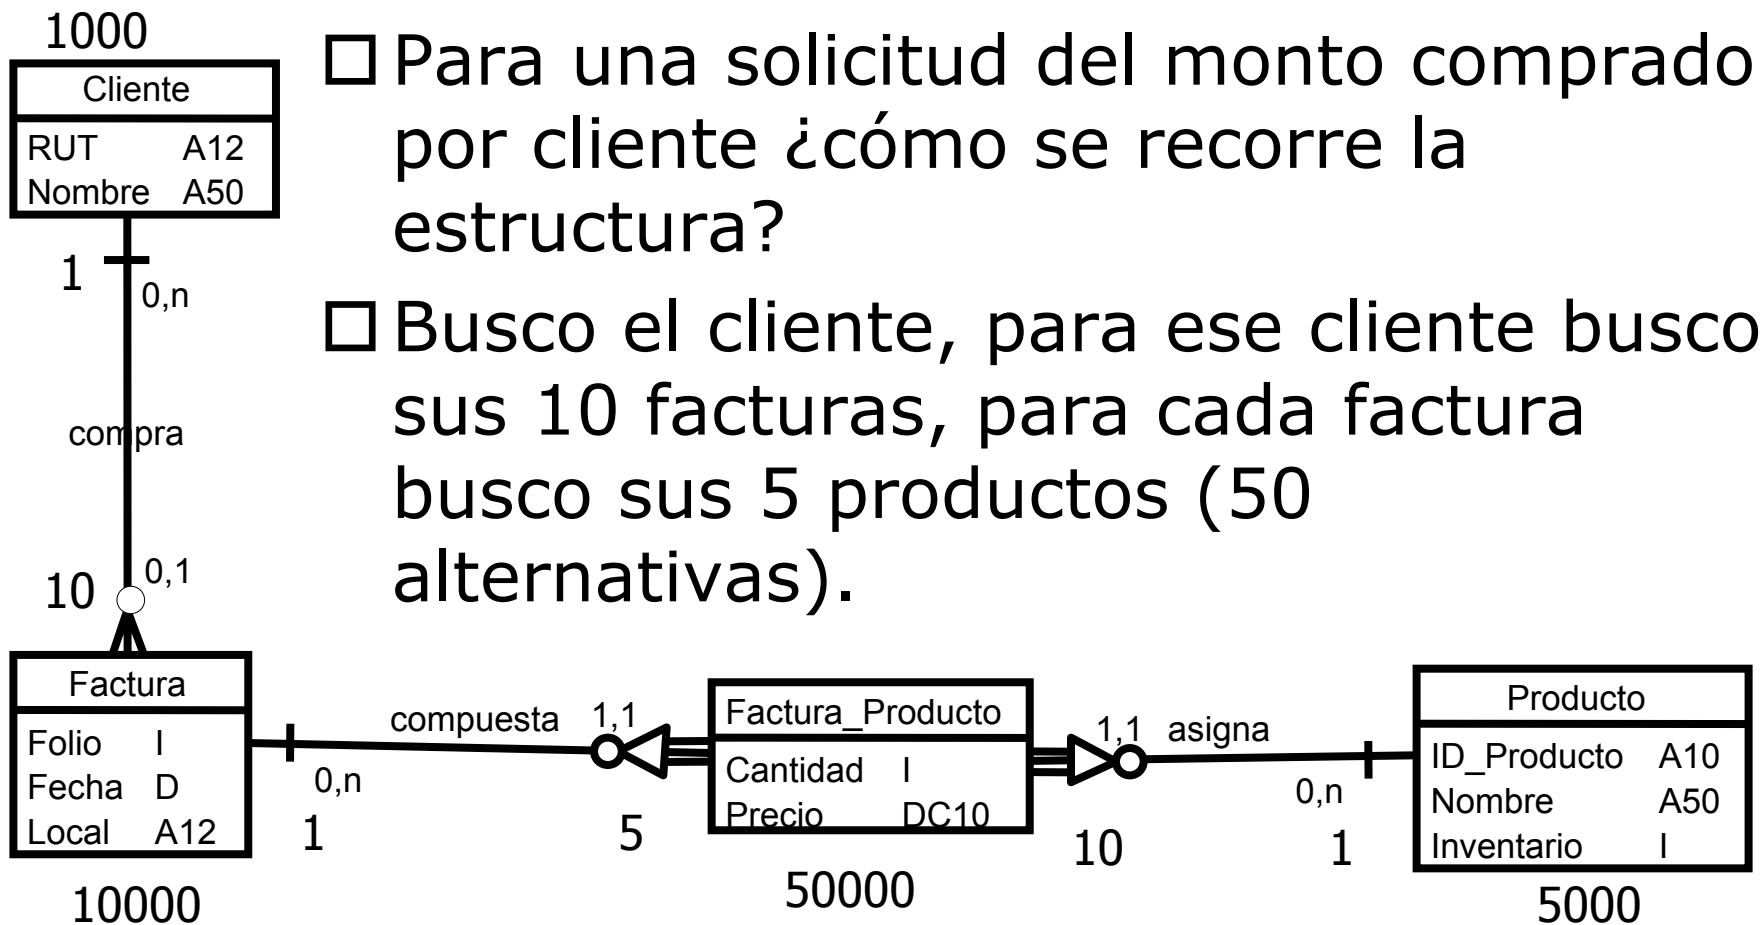 1000
Cliente
RUT A12
Nombre A50
Para una solicitud del monto comprado
por cliente ¿cómo se recorre la
estructura?
Busco el cliente, para ese cliente busco
sus 10 facturas, para cada factura
busco sus 5 productos (50
alternativas).
1
0,n
compra
10
0,1
Factura
Folio I
Fecha D
Local A12
10000
compuesta
0,n
1
1,1
5
Factura_Producto
Cantidad I
Precio DC10
50000
1,1
asigna
10
0,n
1
Producto
ID_Producto A10
Nombre A50
Inventario I
5000